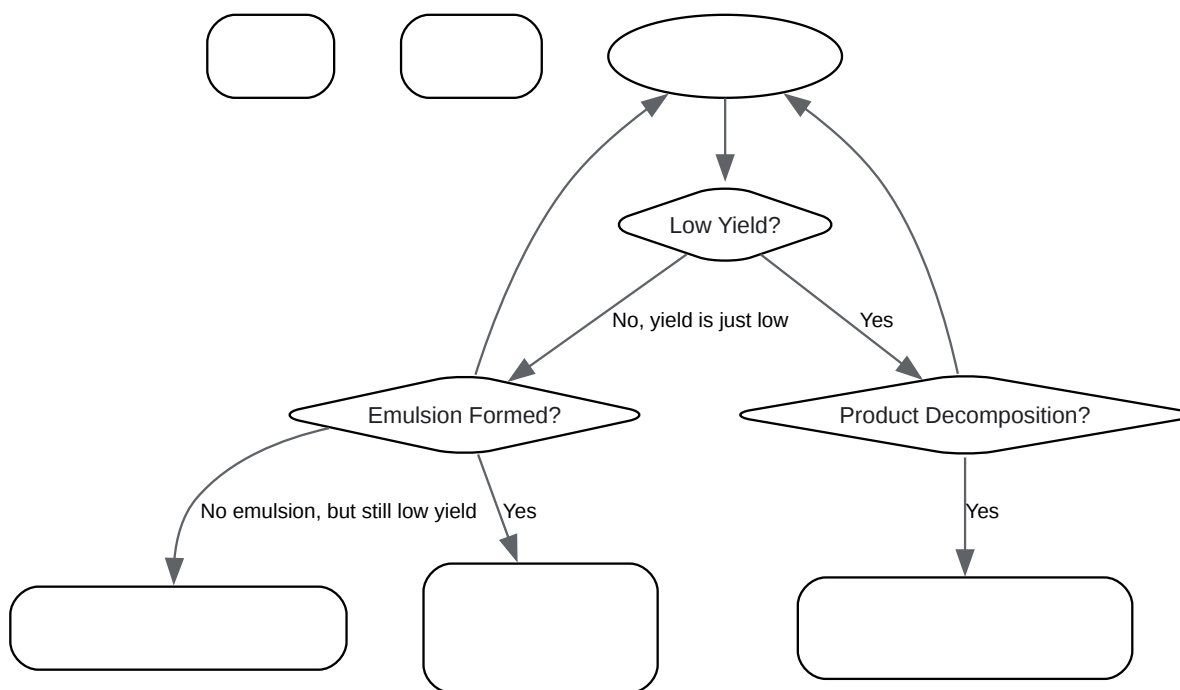 Low Yield?
No, yield is just low
Yes
Emulsion Formed?
Product Decomposition?
No emulsion, but still low yield
Yes
Yes